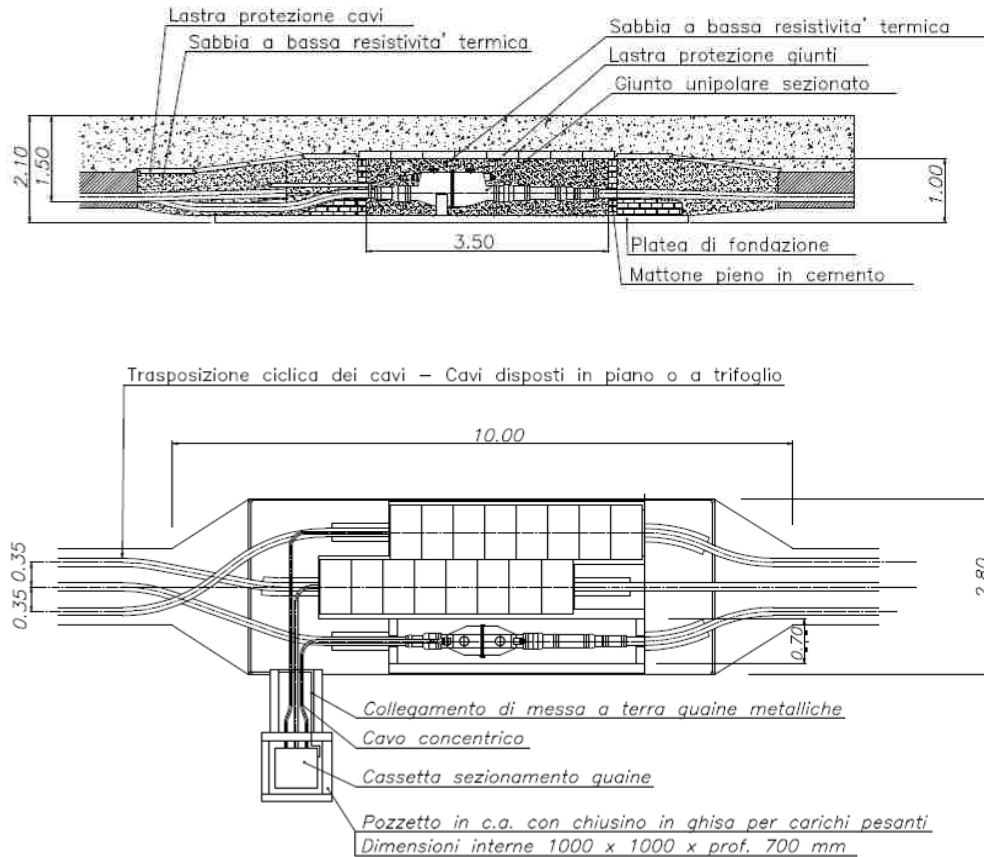 Lastra protezione cavi
Sabbia a bassa resistivita' termica
Sabbia a bassa resistivita' termica
Lastra protezione giunti
Giunto unipolare sezionato
2.10
1.50
1.00
3.50
Platea di fondazione
Mattone pieno in cemento
Trasposizione ciclica dei cavi – Cavi disposti in piano o a trifoglio
10.00
0.35
0.35
2.80
0.70
Collegamento di messa a terra guaine metalliche
Cavo concentrico
Cassetta sezionamento guaine
Pozzetto in c.a. con chiusino in ghisa per carichi pesanti
Dimensioni interne 1000 x 1000 x prof. 700 mm